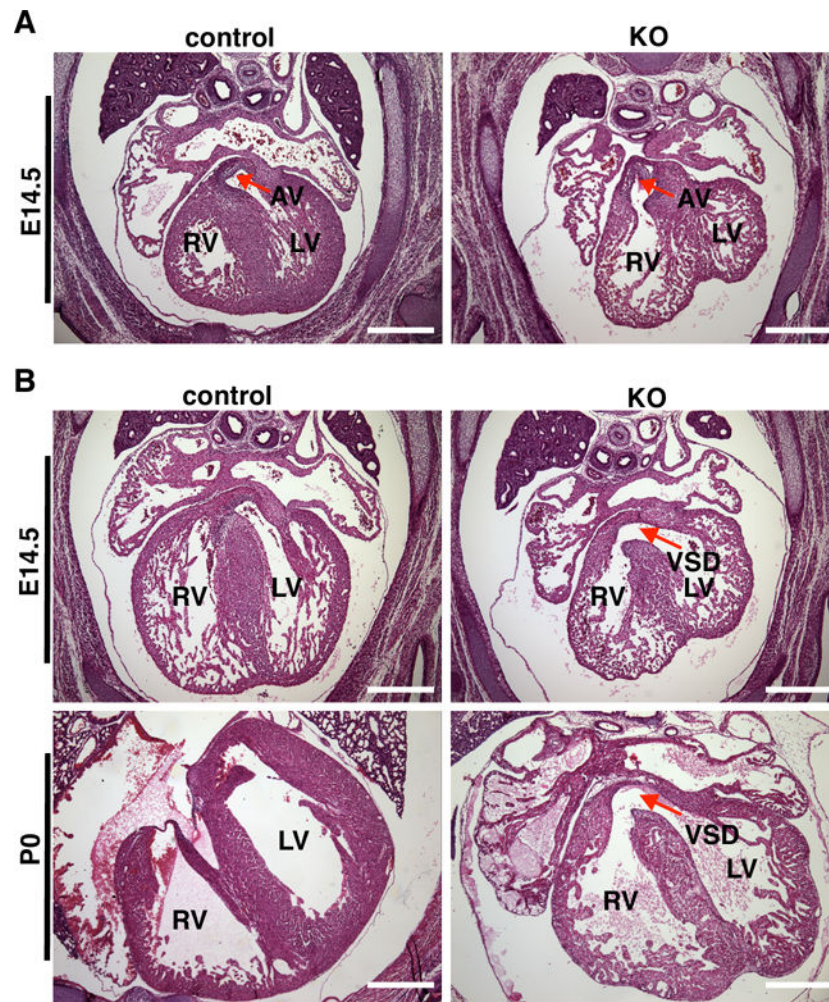 A
control
KO
E14.5
AV
RV
LV
AV
RV
LV
B
control
KO
E14.5
RV
LV
VSD
RV
LV
P0
LV
RV
VSD
LV
RV